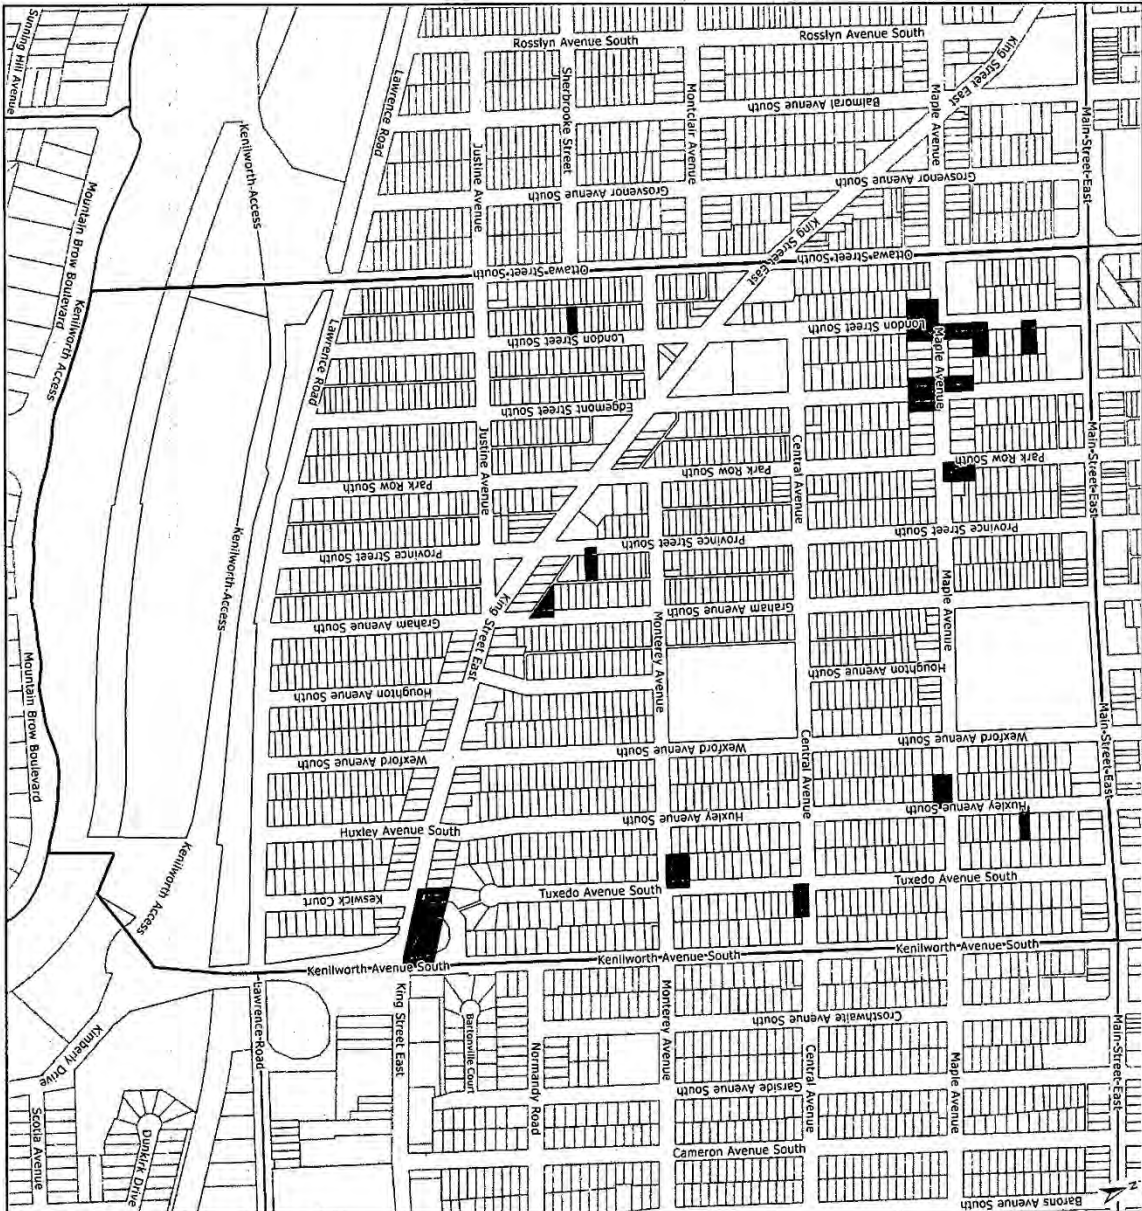 Sunning Hill Avenue
Rosslyn Avenue South
Rosslyn Avenue South
King Street East
Lawrence Road
Sherbrooke Street
Montclair Avenue
Balmoral Avenue South
King Street East
Maple Avenue
Main-Street-East
Kenilworth-Access
Justine Avenue
Grosvenor Avenue South
Grosvenor Avenue South
Mountain Brow Boulevard
Kenilworth Access
King Street East
Ottawa Street South
Ottawa-Street-South
Lawrence Road
London Street South
London Street South
Maple Avenue
Edgemont Street South
Justine Avenue
Central Avenue
Main-Street-East
Park Row South
Park Row South
Park Row South
Kenilworth-Access
Province Street South
Province Street South
Province Street South
King Street East
Maple Avenue
Graham Avenue South
Graham Avenue South
Monterey Avenue
Houghton Avenue South
Houghton Avenue South
Mountain Brow Boulevard
Wexford Avenue South
Wexford Avenue South
Wexford Avenue South
Central Avenue
Main-Street-East
Huxley Avenue South
Huxley Avenue South
Huxley Avenue South
Kenilworth Access
Keswick Court
Tuxedo Avenue South
Tuxedo Avenue South
Kenilworth-Avenue South
Kenilworth-Avenue-South
Kenilworth Avenue-South
Lawrence-Road
King Street East
Bartonville Court
Monterey Avenue
Crosthwaite Avenue South
Kimberly Drive
Normandy Road
Central Avenue
Maple Avenue
Main-Street-East
Garside Avenue South
Scotia Avenue
Dunkirk Drive
Cameron Avenue South
Barons Avenue South
N